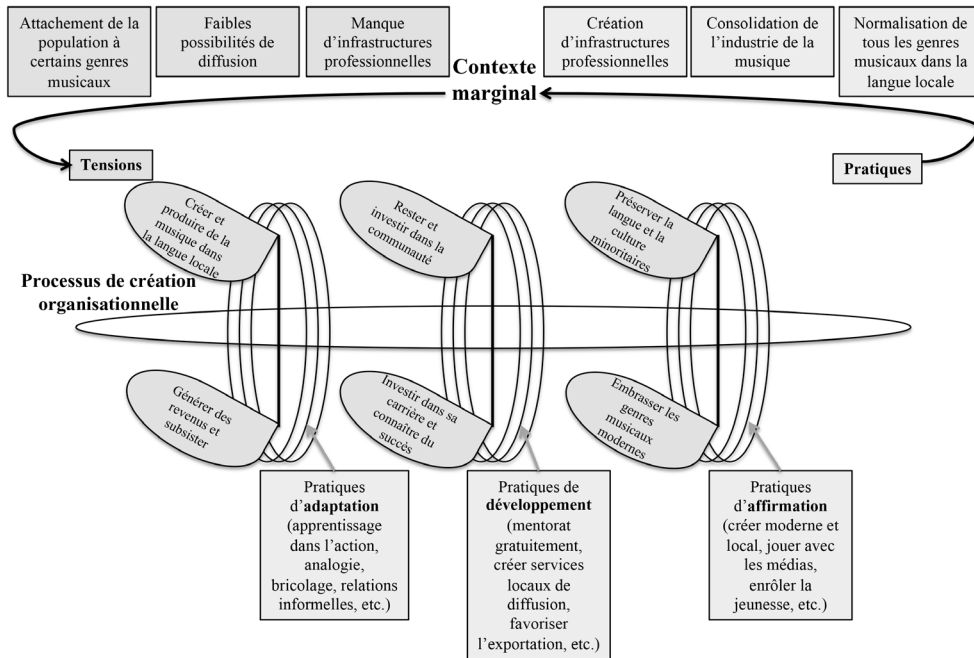 Attachement de la
population à
certains genres
musicaux
Faibles
possibilités de
diffusion
Manque
d’infrastructures
professionnelles
Création
d’infrastructures
professionnelles
Consolidation de
l’industrie de la
musique
Normalisation de
tous les genres
musicaux dans la
langue locale
Contexte
marginal
Tensions
Pratiques
Créer et
produire de la
musique dans
la langue locale
Rester et
investir dans la
communauté
Préserver la
langue et la
culture
minoritaires
Processus de création
organisationnelle
Générer des
revenus et
subsister
Investir dans sa
carrière et
connaître du
succès
Embrasser les
genres
musicaux
modernes
Pratiques
d’adaptation
(apprentissage
dans l’action,
analogie,
bricolage, relations
informelles, etc.)
Pratiques de
développement
(mentorat
gratuitement,
créer services
locaux de
diffusion,
favoriser
l’exportation, etc.)
Pratiques
d’affirmation
(créer moderne et
local, jouer avec
les médias,
enrôler la
jeunesse, etc.)